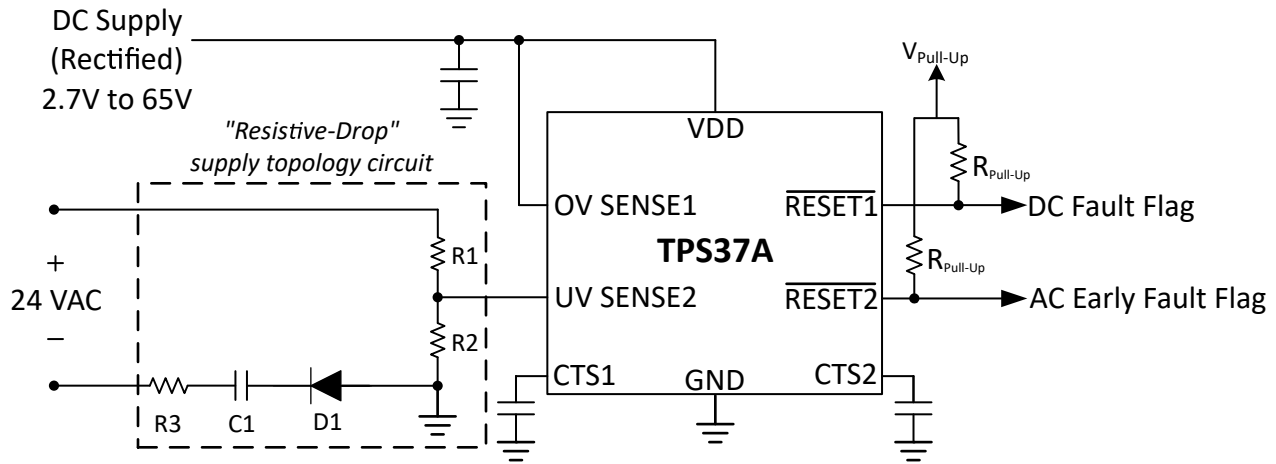 DC Supply
(Rectified)
2.7V to 65V
"Resistive-Drop"
supply topology circuit
+
24 VAC
−
R1
R2
R3
C1
D1
VDD
OV SENSE1
RESET1
TPS37A
UV SENSE2
RESET2
CTS1
GND
CTS2
VPull-Up
RPull-Up
DC Fault Flag
RPull-Up
AC Early Fault Flag